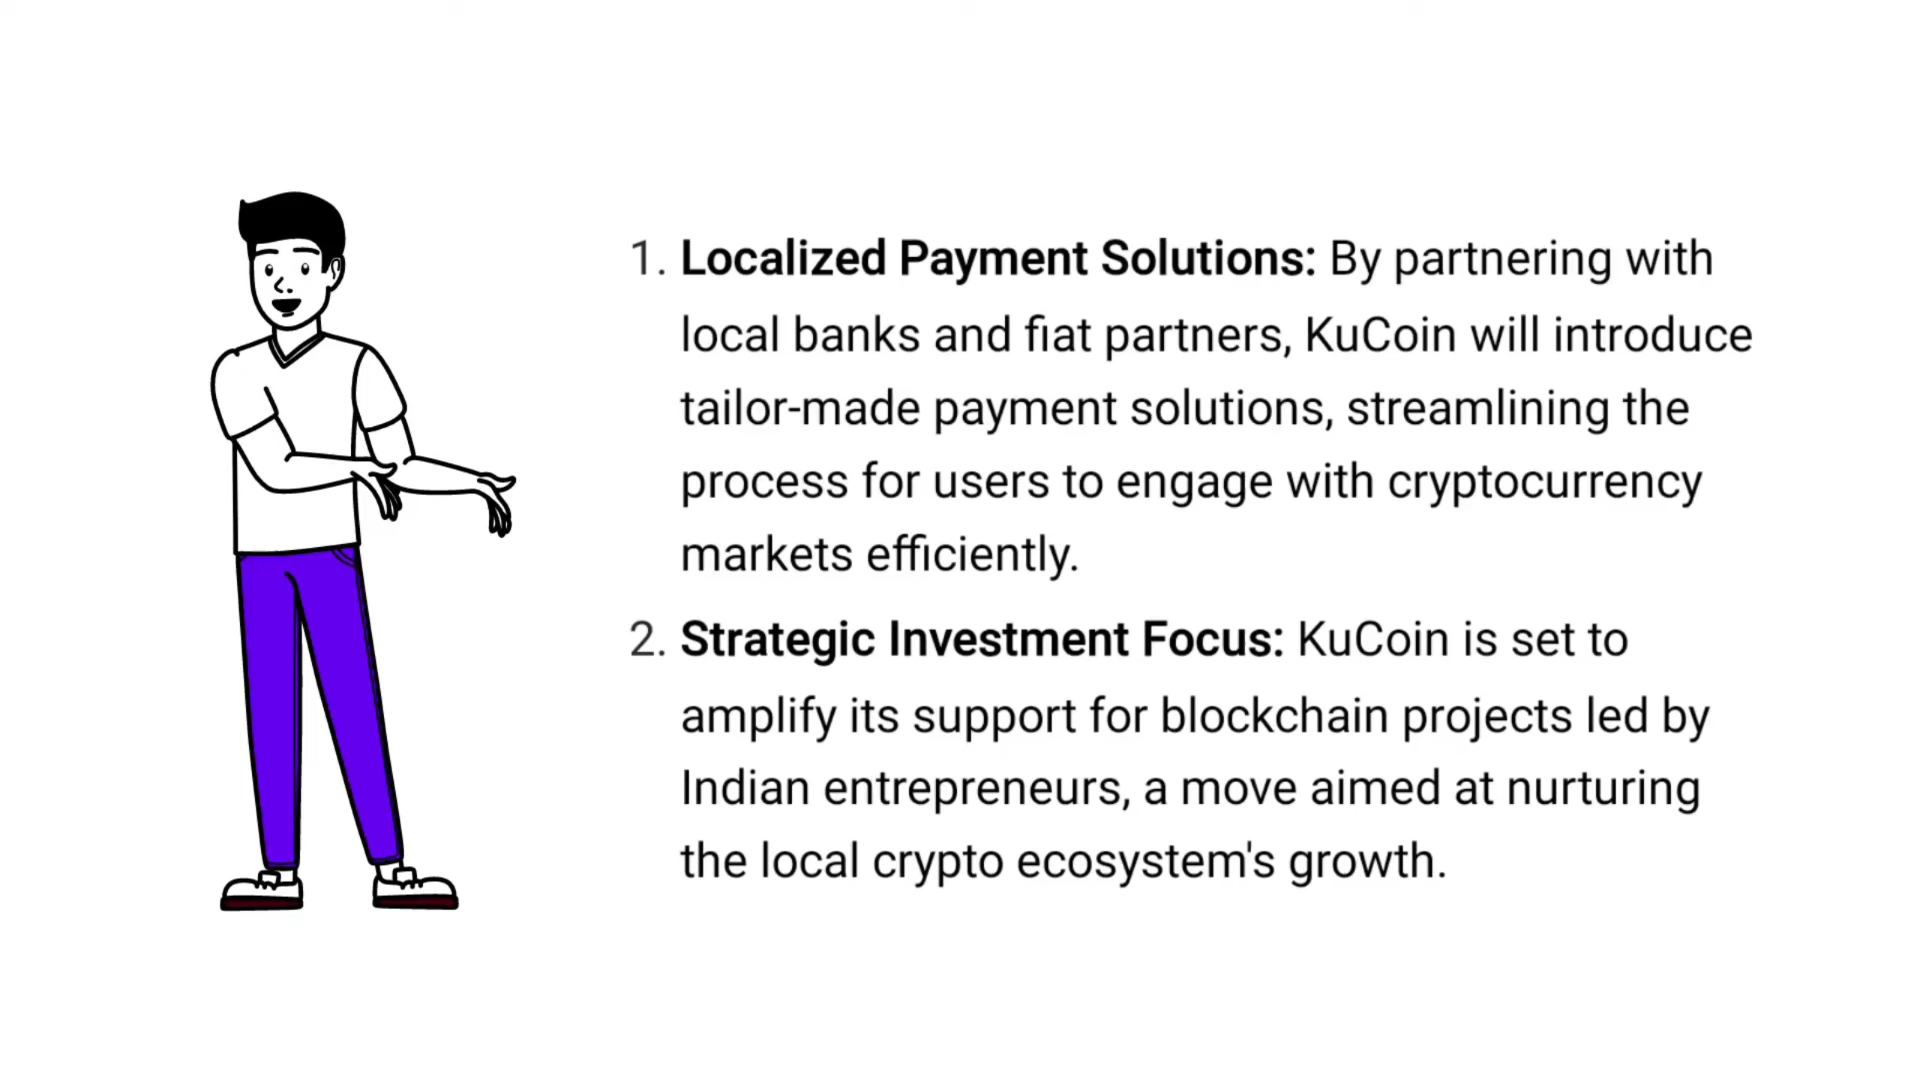 1. Localized Payment Solutions: By partnering with
local banks and fiat partners, KuCoin will introduce
tailor-made payment solutions, streamlining the
process for users to engage with cryptocurrency
markets efficiently.
2. Strategic Investment Focus: KuCoin is set to
amplify its support for blockchain projects led by
Indian entrepreneurs, a move aimed at nurturing
the local crypto ecosystem's growth.